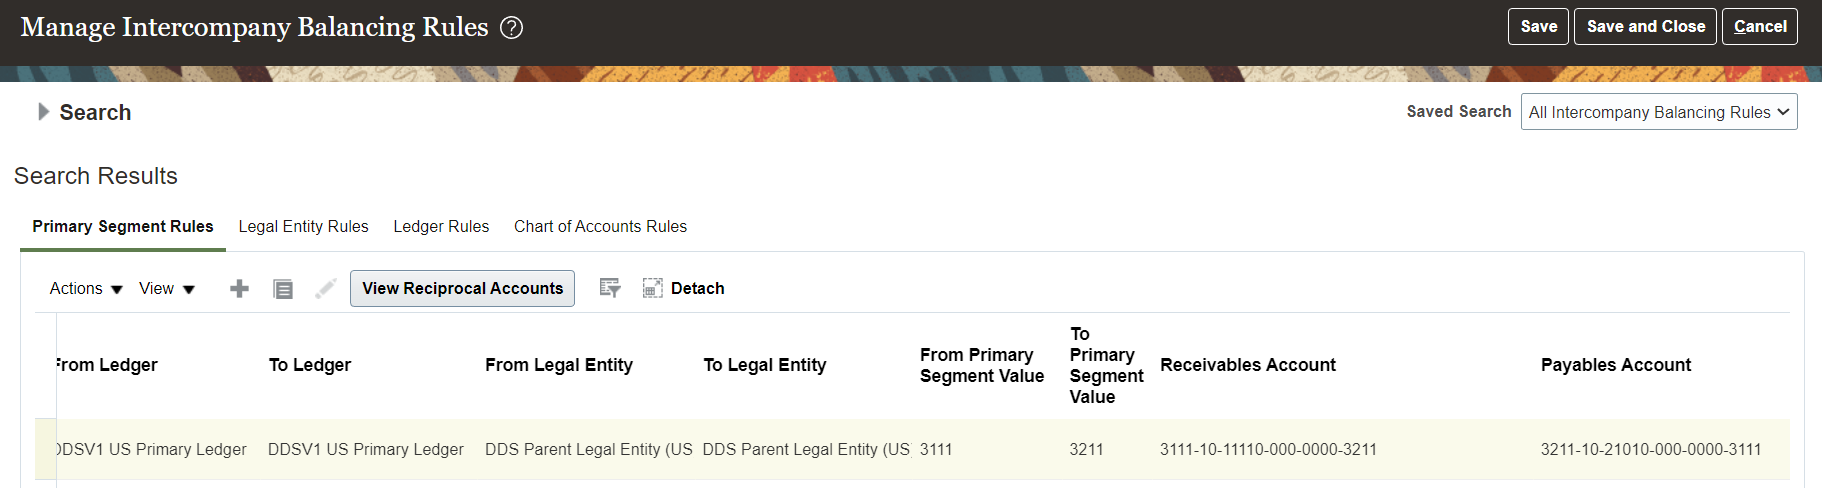 Manage Intercompany Balancing Rules ?
Save Save and Close Cancel
Search
Saved Search All Intercompany Balancing Rules
Search Results
Primary Segment Rules Legal Entity Rules Ledger Rules Chart of Accounts Rules
Actions View View Reciprocal Accounts Detach
From Ledger To Ledger From Legal Entity To Legal Entity From Primary Segment Value To Primary Segment Value Receivables Account Payables Account
DDSV1 US Primary Ledger DDSV1 US Primary Ledger DDS Parent Legal Entity (US DDS Parent Legal Entity (US 3111 3211 3111-10-11110-000-0000-3211 3211-10-21010-000-0000-3111